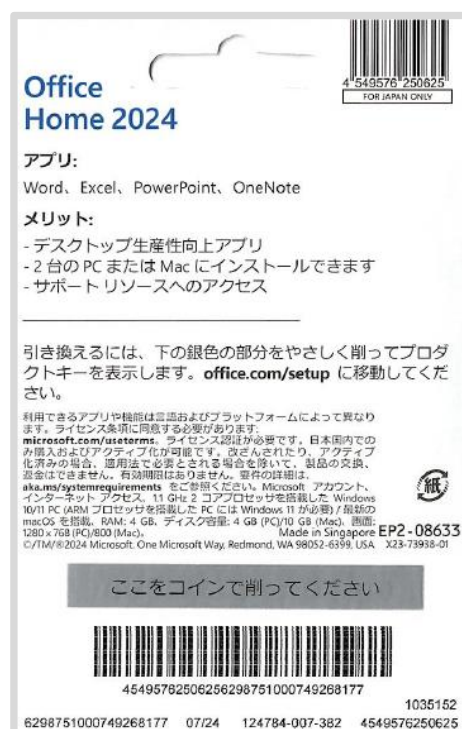 4 549576 250625
FOR JAPAN ONLY
Office
Home 2024
アプリ:
Word、Excel、PowerPoint、OneNote
メリット:
- デスクトップ生産性向上アプリ
- 2 台の PC または Mac にインストールできます
- サポート リソースへのアクセス
引き換えるには、下の銀色の部分をやさしく削ってプロダ
クトキーを表示します。office.com/setup に移動してくだ
さい。
利用できるアプリや機能は言語およびプラットフォームによって異なり
ます。ライセンス条項に同意する必要があります:
microsoft.com/useterms。ライセンス認証が必要です。日本国内での
み購入およびアクティブ化が可能です。改ざんされたり、アクティブ
化済みの場合、適用法で必要とされる場合を除いて、製品の交換、
返金はできません。有効期限はありません。要件の詳細は、
aka.ms/systemrequirements をご参照ください。Microsoft アカウント、
インターネット アクセス、1.1 GHz 2 コアプロセッサを搭載した Windows
10/11 PC (ARM プロセッサを搭載した PC には Windows 11 が必要) / 最新の
macOS を搭載、RAM: 4 GB、ディスク容量: 4 GB (PC)/10 GB (Mac)、画面:
1280 x 768 (PC)/800 (Mac)。
Made in Singapore EP2-08633
©/TM/®2024 Microsoft. One Microsoft Way, Redmond, WA 98052-6399, USA X23-73938-01
紙
ここをコインで削ってください
4549576250625629875100074926817​7
1035152
6298751000749268177 07/24 124784-007-382 4549576250625